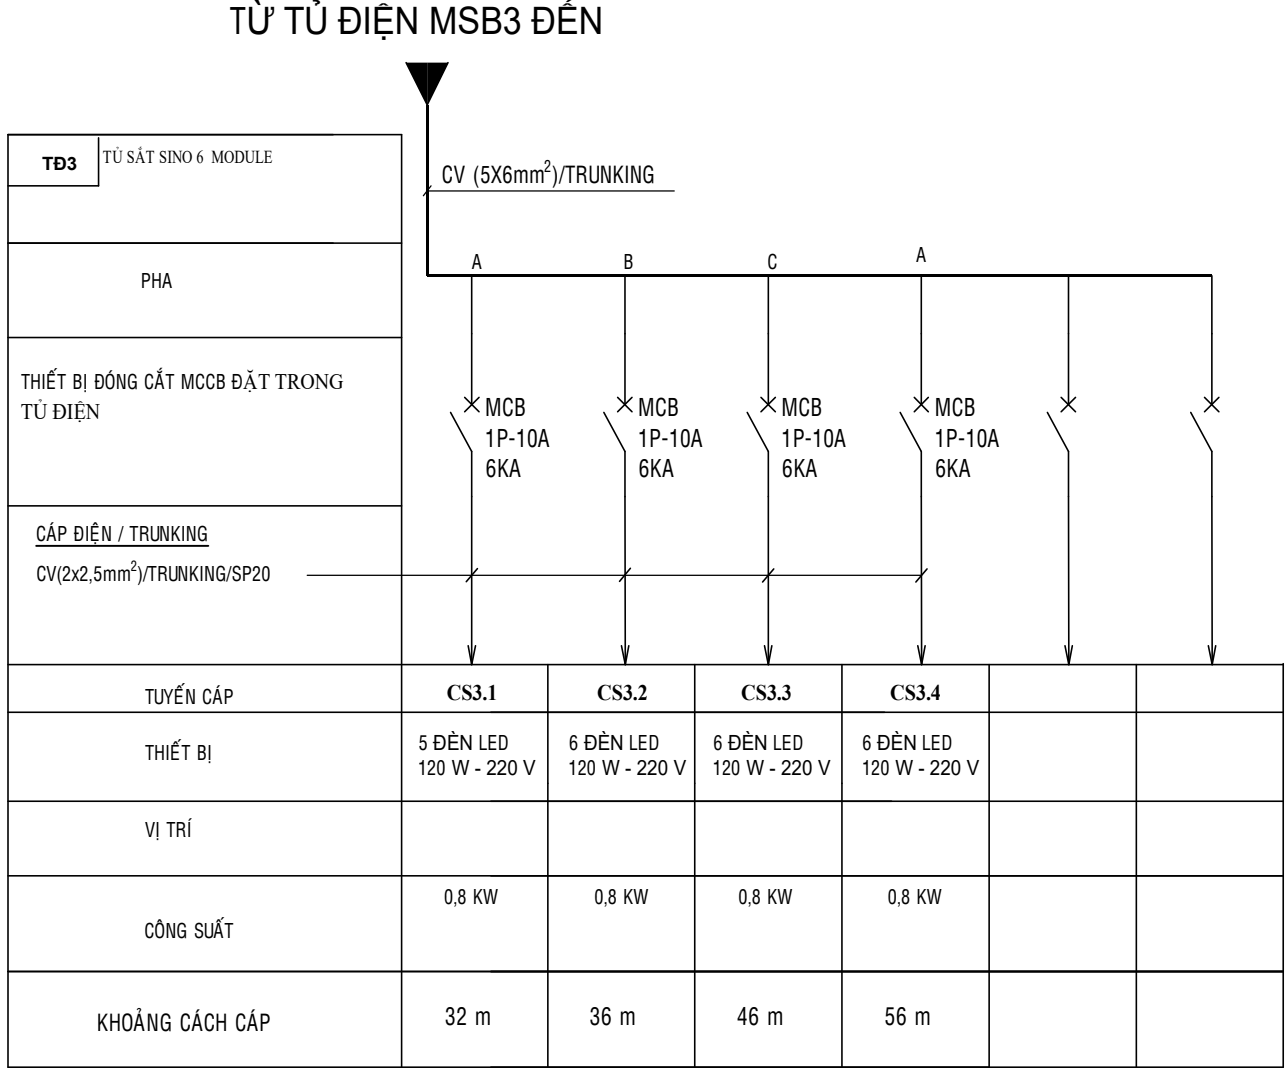 TỪ TỦ ĐIỆN MSB3 ĐẾN
TĐ3
TỦ SẮT SINO 6 MODULE
CV (5X6mm²)/TRUNKING
PHA
A
B
C
A
THIẾT BỊ ĐÓNG CẮT MCCB ĐẶT TRONG
TỦ ĐIỆN
MCB
1P-10A
6KA
MCB
1P-10A
6KA
MCB
1P-10A
6KA
MCB
1P-10A
6KA
CÁP ĐIỆN / TRUNKING
CV(2x2,5mm²)/TRUNKING/SP20
TUYẾN CÁP
CS3.1
CS3.2
CS3.3
CS3.4
THIẾT BỊ
5 ĐÈN LED
120 W - 220 V
6 ĐÈN LED
120 W - 220 V
6 ĐÈN LED
120 W - 220 V
6 ĐÈN LED
120 W - 220 V
VỊ TRÍ
CÔNG SUẤT
0,8 KW
0,8 KW
0,8 KW
0,8 KW
KHOẢNG CÁCH CÁP
32 m
36 m
46 m
56 m